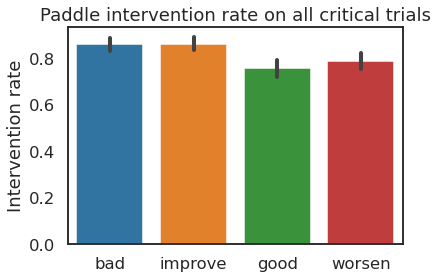 Paddle intervention rate on all critical trials
Intervention rate
0.8
0.6
0.4
0.2
0.0
bad improve good worsen